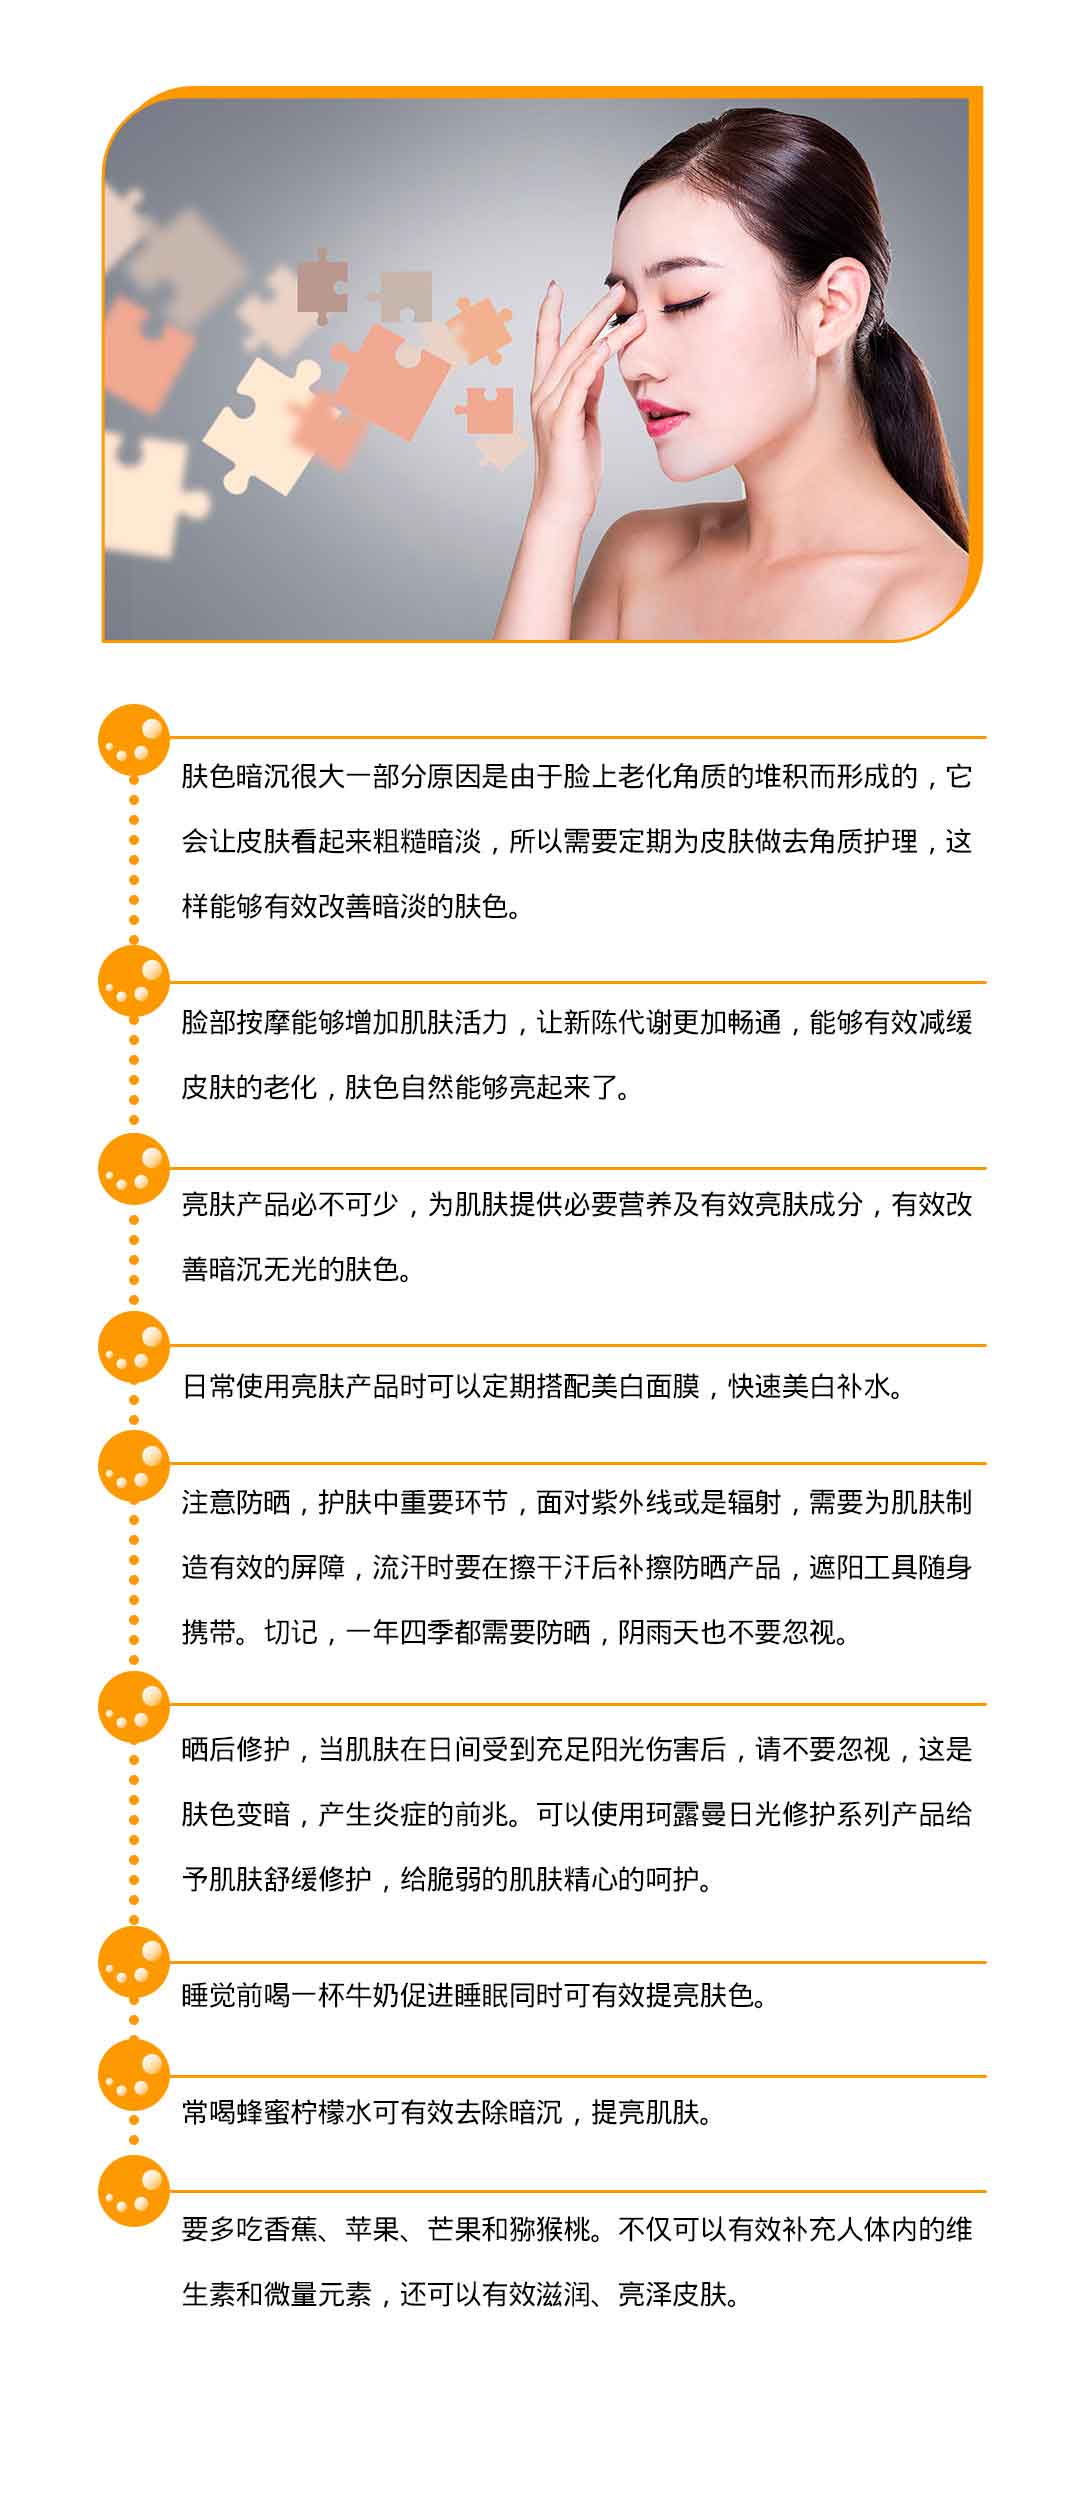 肤色暗沉很大一部分原因是由于脸上老化角质的堆积而形成的，它
会让皮肤看起来粗糙暗淡，所以需要定期为皮肤做去角质护理，这
样能够有效改善暗淡的肤色。
脸部按摩能够增加肌肤活力，让新陈代谢更加畅通，能够有效减缓
皮肤的老化，肤色自然能够亮起来了。
亮肤产品必不可少，为肌肤提供必要营养及有效亮肤成分，有效改
善暗沉无光的肤色。
日常使用亮肤产品时可以定期搭配美白面膜，快速美白补水。
注意防晒，护肤中重要环节，面对紫外线或是辐射，需要为肌肤制
造有效的屏障，流汗时要在擦干汗后补擦防晒产品，遮阳工具随身
携带。切记，一年四季都需要防晒，阴雨天也不要忽视。
晒后修护，当肌肤在日间受到充足阳光伤害后，请不要忽视，这是
肤色变暗，产生炎症的前兆。可以使用珂露曼日光修护系列产品给
予肌肤舒缓修护，给脆弱的肌肤精心的呵护。
睡觉前喝一杯牛奶促进睡眠同时可有效提亮肤色。
常喝蜂蜜柠檬水可有效去除暗沉，提亮肌肤。
要多吃香蕉、苹果、芒果和猕猴桃。不仅可以有效补充人体内的维
生素和微量元素，还可以有效滋润、亮泽皮肤。